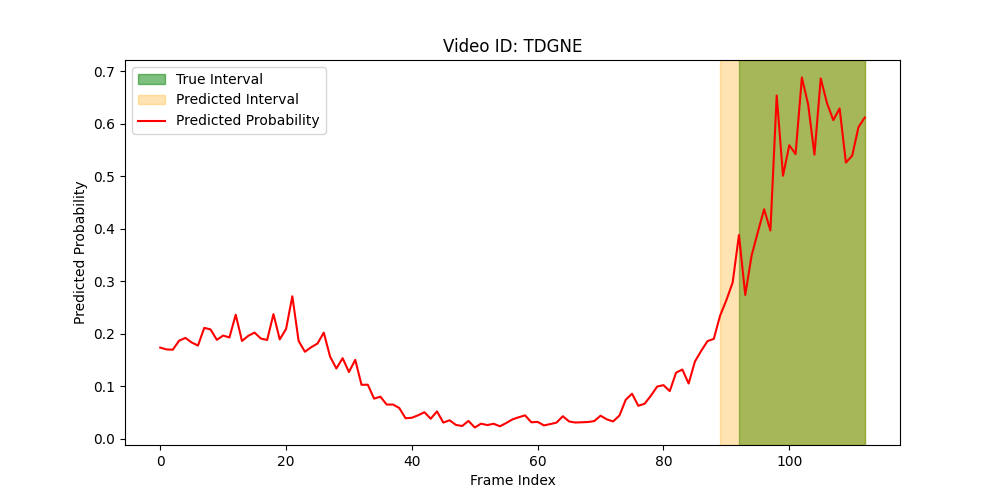 Video ID: TDGNE
True Interval
Predicted Interval
Predicted Probability
0.7
0.6
0.5
0.4
0.3
0.2
0.1
0.0
Predicted Probability
0 20 40 60 80 100
Frame Index